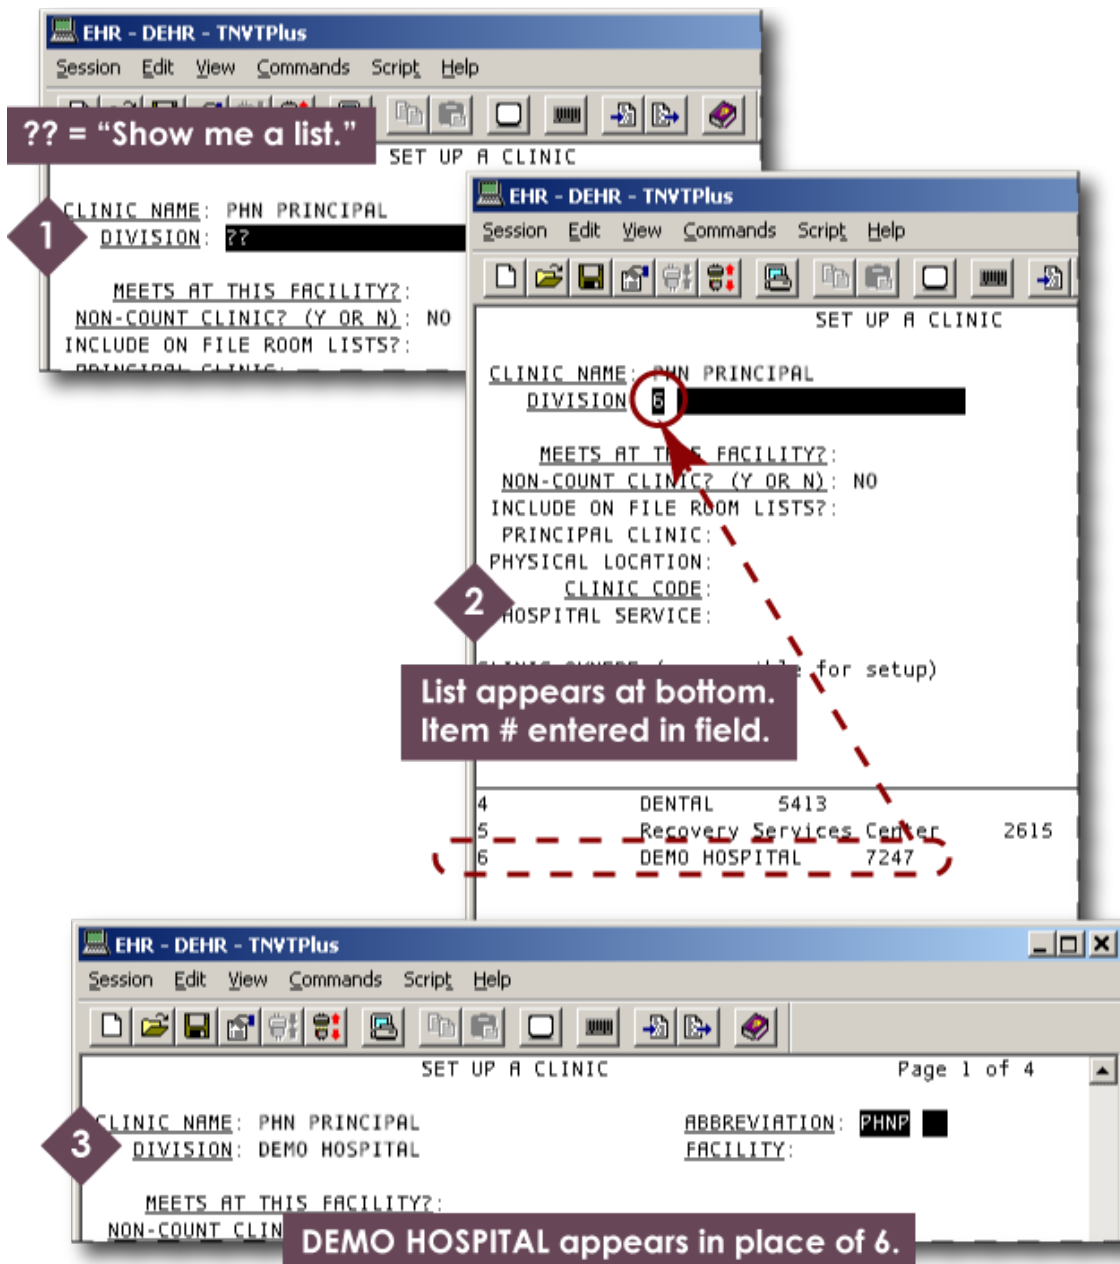 EHR - DEHR - TNVTPlus
Session Edit View Commands Script Help
?? = “Show me a list.”
SET UP A CLINIC
CLINIC NAME: PHN PRINCIPAL
1
DIVISION: ??
MEETS AT THIS FACILITY?:
NON-COUNT CLINIC? (Y OR N): NO
INCLUDE ON FILE ROOM LISTS?:
PRINCIPAL CLINIC:
EHR - DEHR - TNVTPlus
Session Edit View Commands Script Help
SET UP A CLINIC
CLINIC NAME: PHN PRINCIPAL
DIVISION 6
MEETS AT THIS FACILITY?:
NON-COUNT CLINIC? (Y OR N): NO
INCLUDE ON FILE ROOM LISTS?:
PRINCIPAL CLINIC:
PHYSICAL LOCATION:
CLINIC CODE:
2
HOSPITAL SERVICE:
for setup)
List appears at bottom.
Item # entered in field.
4 DENTAL 5413
5 Recovery Services Center 2615
6 DEMO HOSPITAL 7247
EHR - DEHR - TNVTPlus
Session Edit View Commands Script Help
SET UP A CLINIC Page 1 of 4
CLINIC NAME: PHN PRINCIPAL ABBREVIATION: PHNP
3
DIVISION: DEMO HOSPITAL FACILITY:
MEETS AT THIS FACILITY?:
NON-COUNT CLIN
DEMO HOSPITAL appears in place of 6.